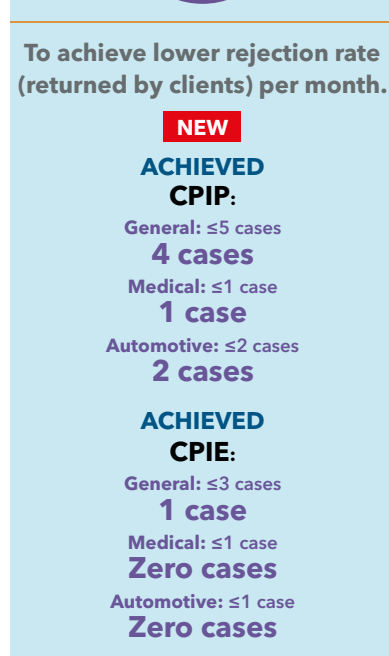 To achieve lower rejection rate
(returned by clients) per month.
NEW
ACHIEVED
CPIP:
General: ≤5 cases
4 cases
Medical: ≤1 case
1 case
Automotive: ≤2 cases
2 cases
ACHIEVED
CPIE:
General: ≤3 cases
1 case
Medical: ≤1 case
Zero cases
Automotive: ≤1 case
Zero cases